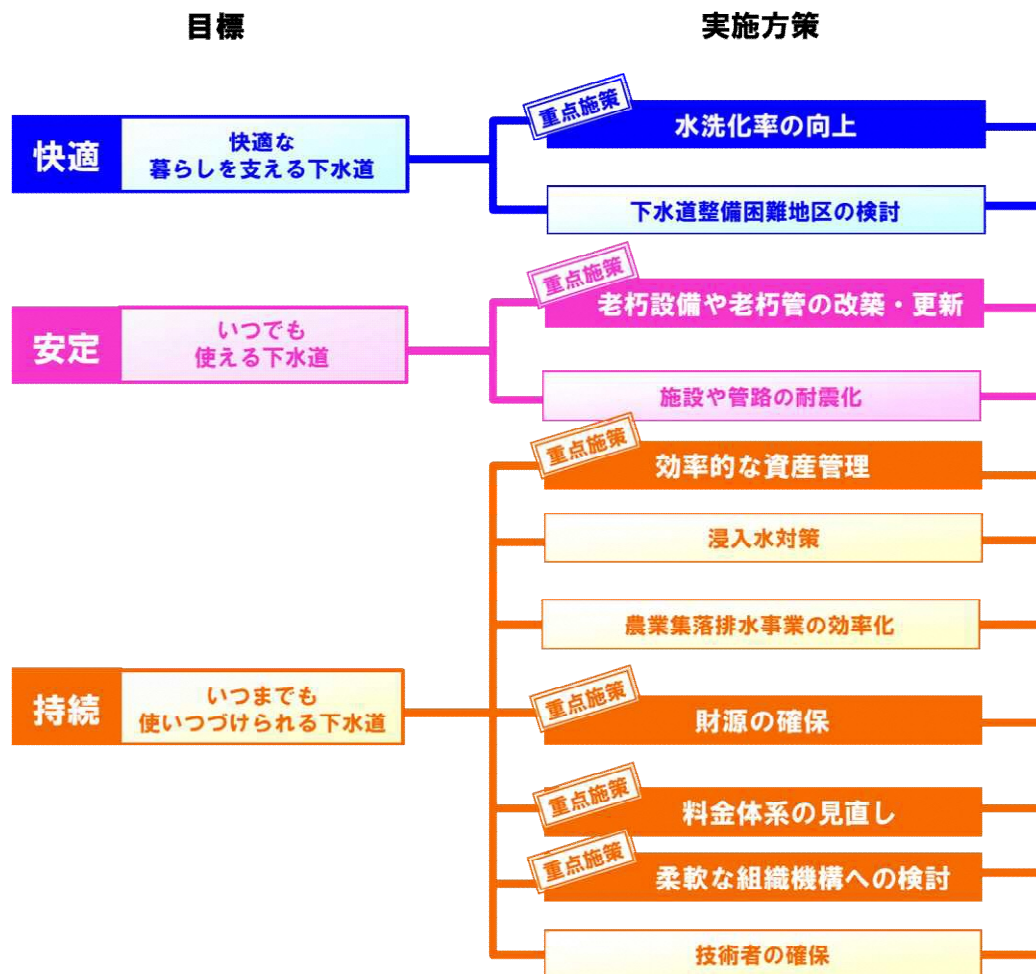 目標
実施方策
快適
快適な
暮らしを支える下水道
重点施策
水洗化率の向上
下水道整備困難地区の検討
安定
いつでも
使える下水道
重点施策
老朽設備や老朽管の改築・更新
施設や管路の耐震化
持続
いつまでも
使いつづけられる下水道
重点施策
効率的な資産管理
浸入水対策
農業集落排水事業の効率化
重点施策
財源の確保
重点施策
料金体系の見直し
重点施策
柔軟な組織機構への検討
技術者の確保